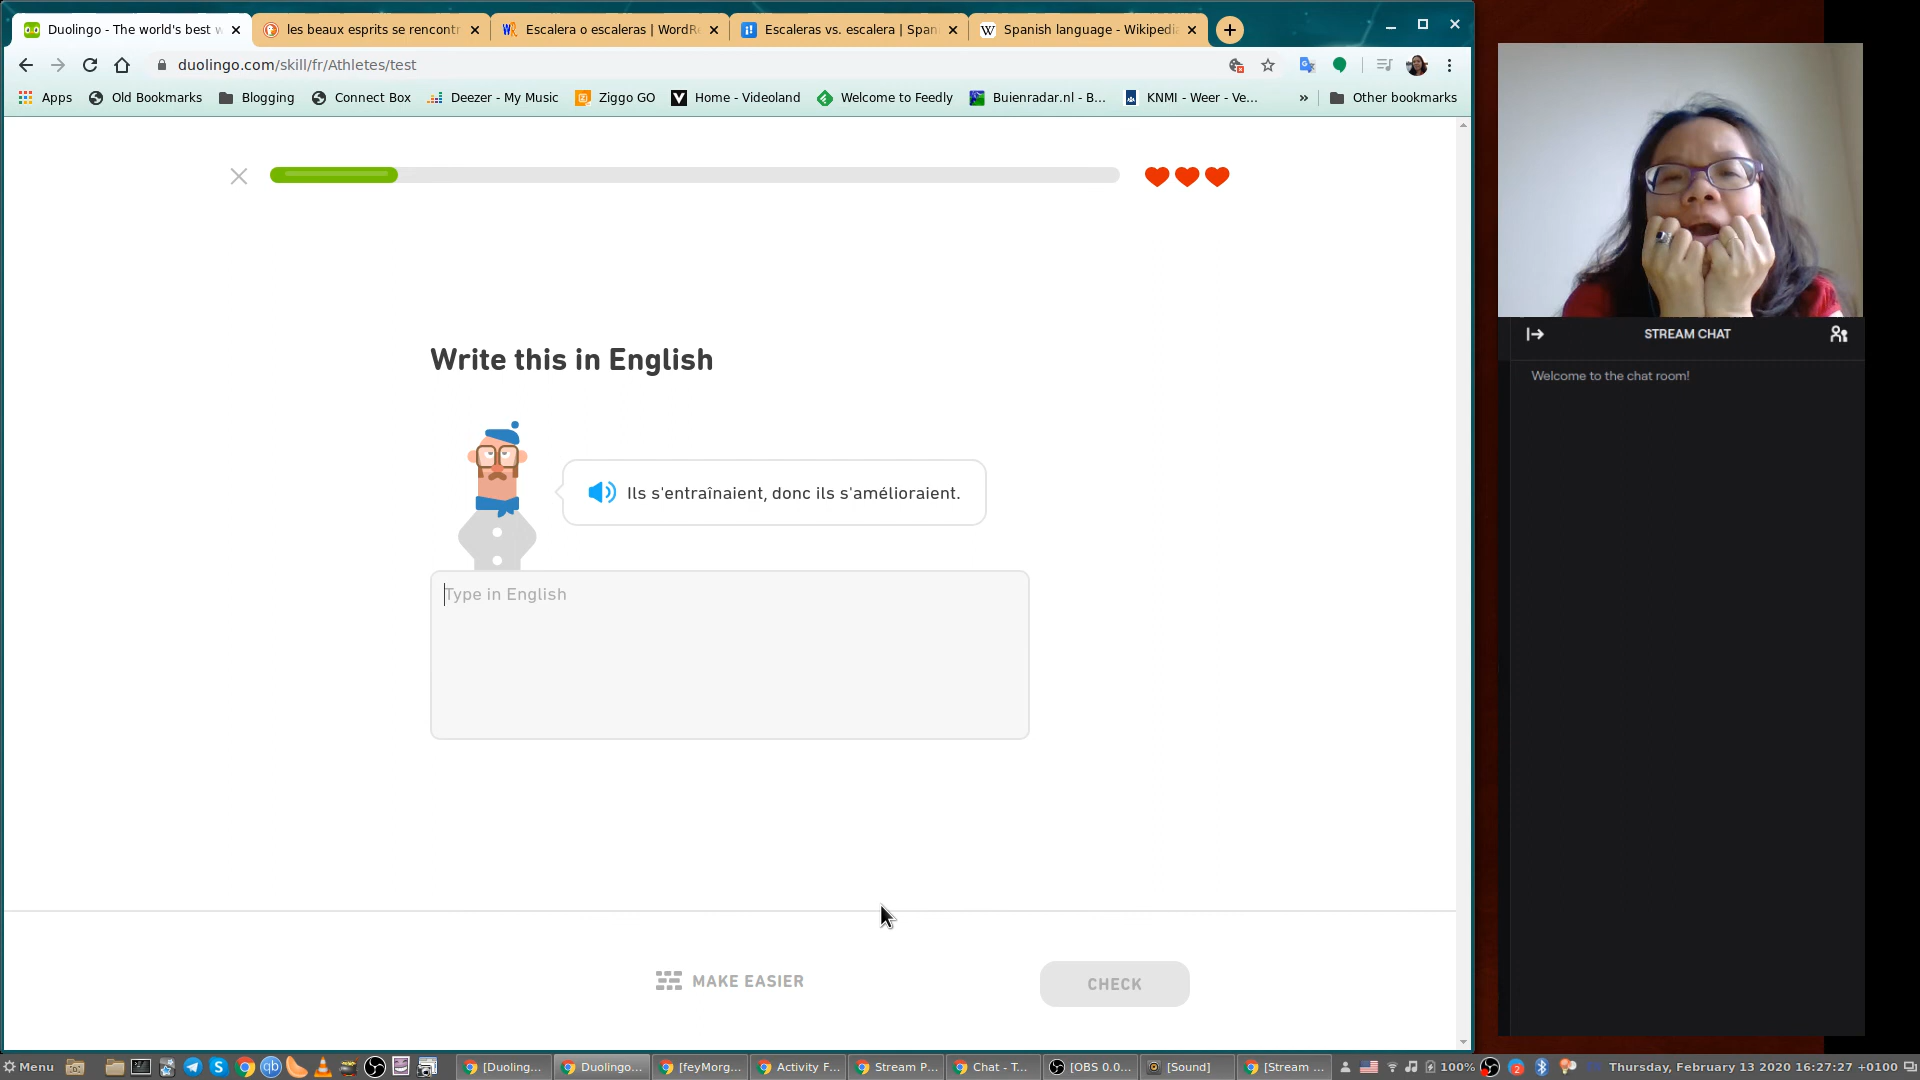 Duolingo - The world's best w
les beaux esprits se rencontr
Escalera o escaleras | WordRe
Escaleras vs. escalera | Span
Spanish language - Wikipedia
duolingo.com/skill/fr/Athletes/test
Apps
Old Bookmarks
Blogging
Connect Box
Deezer - My Music
Ziggo GO
Home - Videoland
Welcome to Feedly
Buienradar.nl - B...
KNMI - Weer - Ve...
»
Other bookmarks
Write this in English
Ils s'entraînaient, donc ils s'amélioraient.
Type in English
MAKE EASIER
CHECK
STREAM CHAT
Welcome to the chat room!
Menu
[Duoling...
Duolingo...
[feyMorg...
Activity F...
Stream P...
Chat - T...
[OBS 0.0...
[Sound]
[Stream ...
100%
2
Thursday, February 13 2020 16:27:27 +0100